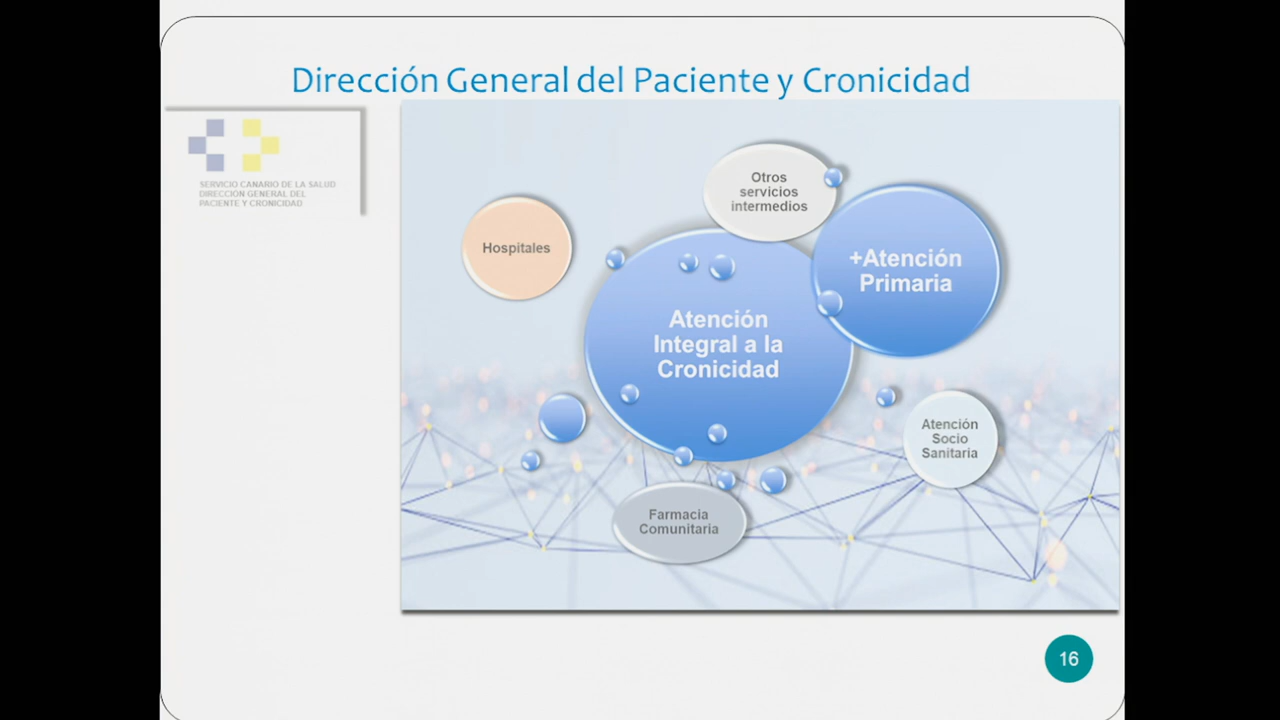 Dirección General del Paciente y Cronicidad
SERVICIO CANARIO DE LA SALUD
DIRECCION GENERAL DEL
PACIENTE Y CRONICIDAD
Otros
servicios
intermedios
Hospitales
+Atención
Primaria
Atención
Integral a la
Cronicidad
Atención
Socio
Sanitaria
Farmacia
Comunitaria
16